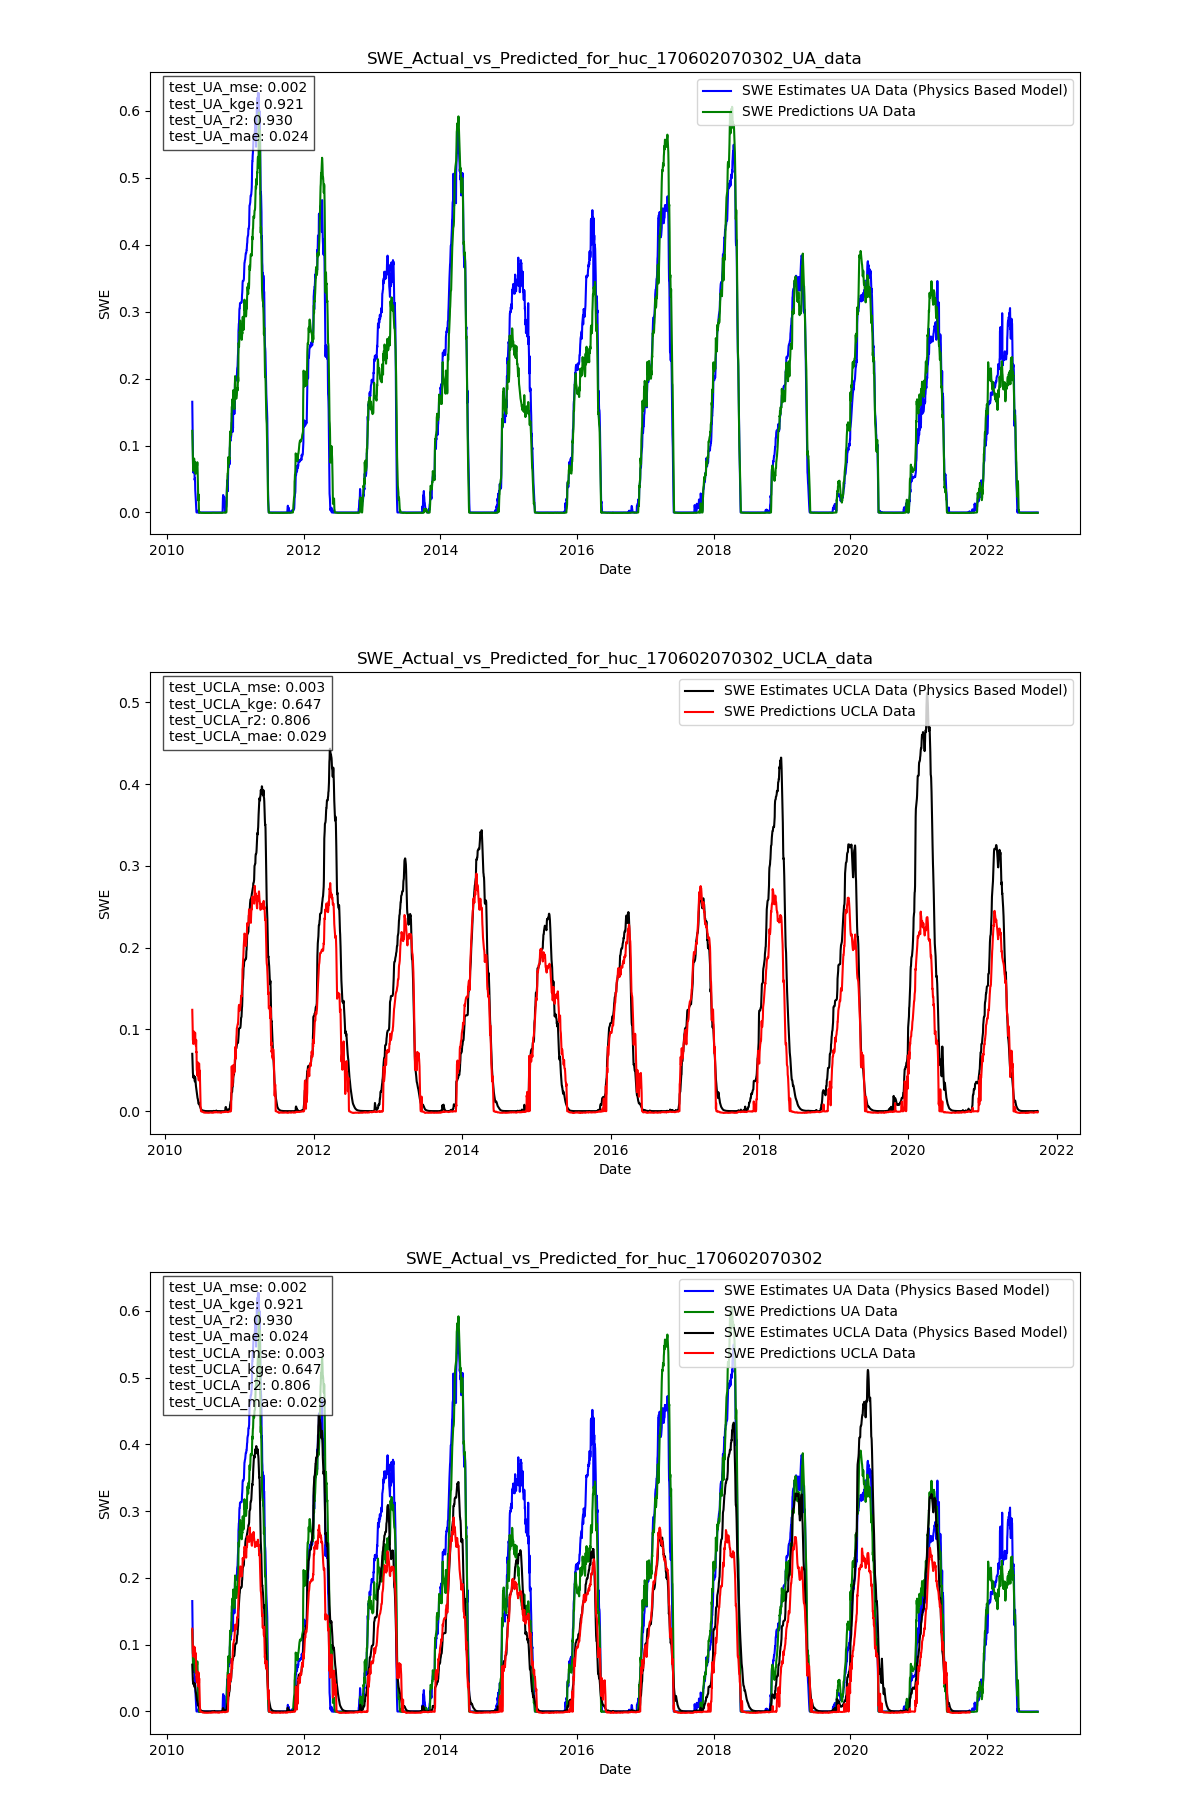 SWE_Actual_vs_Predicted_for_huc_170602070302_UA_data
test_UA_mse: 0.002
test_UA_kge: 0.921
test_UA_r2: 0.930
test_UA_mae: 0.024
SWE Estimates UA Data (Physics Based Model)
SWE Predictions UA Data
0.6
0.5
0.4
0.3
0.2
0.1
0.0
SWE
2010 2012 2014 2016 2018 2020 2022
Date
SWE_Actual_vs_Predicted_for_huc_170602070302_UCLA_data
test_UCLA_mse: 0.003
test_UCLA_kge: 0.647
test_UCLA_r2: 0.806
test_UCLA_mae: 0.029
SWE Estimates UCLA Data (Physics Based Model)
SWE Predictions UCLA Data
0.5
0.4
0.3
0.2
0.1
0.0
SWE
2010 2012 2014 2016 2018 2020 2022
Date
SWE_Actual_vs_Predicted_for_huc_170602070302
test_UA_mse: 0.002
test_UA_kge: 0.921
test_UA_r2: 0.930
test_UA_mae: 0.024
test_UCLA_mse: 0.003
test_UCLA_kge: 0.647
test_UCLA_r2: 0.806
test_UCLA_mae: 0.029
SWE Estimates UA Data (Physics Based Model)
SWE Predictions UA Data
SWE Estimates UCLA Data (Physics Based Model)
SWE Predictions UCLA Data
0.6
0.5
0.4
0.3
0.2
0.1
0.0
SWE
2010 2012 2014 2016 2018 2020 2022
Date